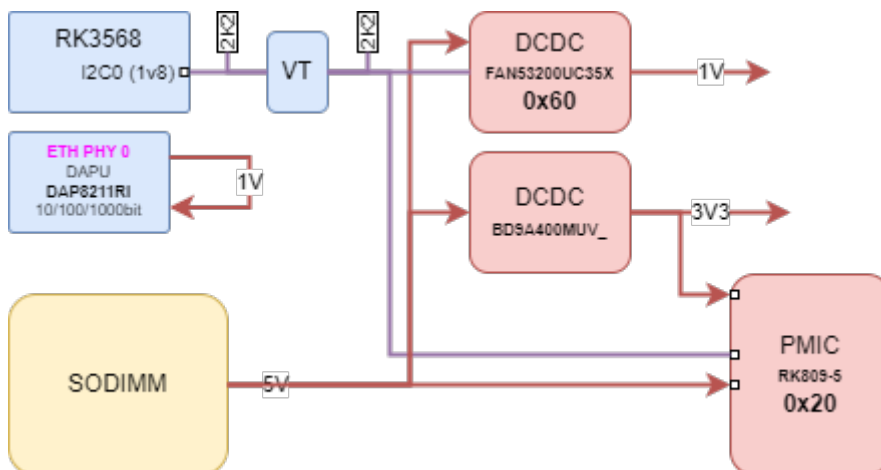 RK3568
I2C0 (1v8)
2K2
VT
2K2
DCDC
FAN53200UC35X
0x60
1V
ETH PHY 0
DAPU
DAP8211RI
10/100/1000bit
1V
DCDC
BD9A400MUV_
3V3
SODIMM
5V
PMIC
RK809-5
0x20